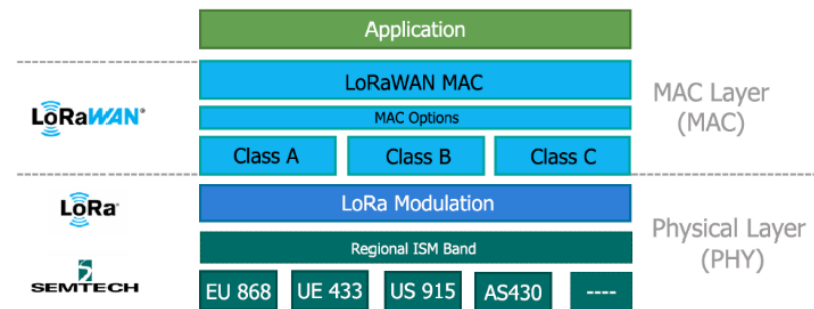 Application
LoRaWAN MAC
MAC Options
Class A Class B Class C
LoRaWAN®
MAC Layer
(MAC)
LoRa Modulation
Regional ISM Band
EU 868 UE 433 US 915 AS430 ----
LoRa
SEMTECH
Physical Layer
(PHY)